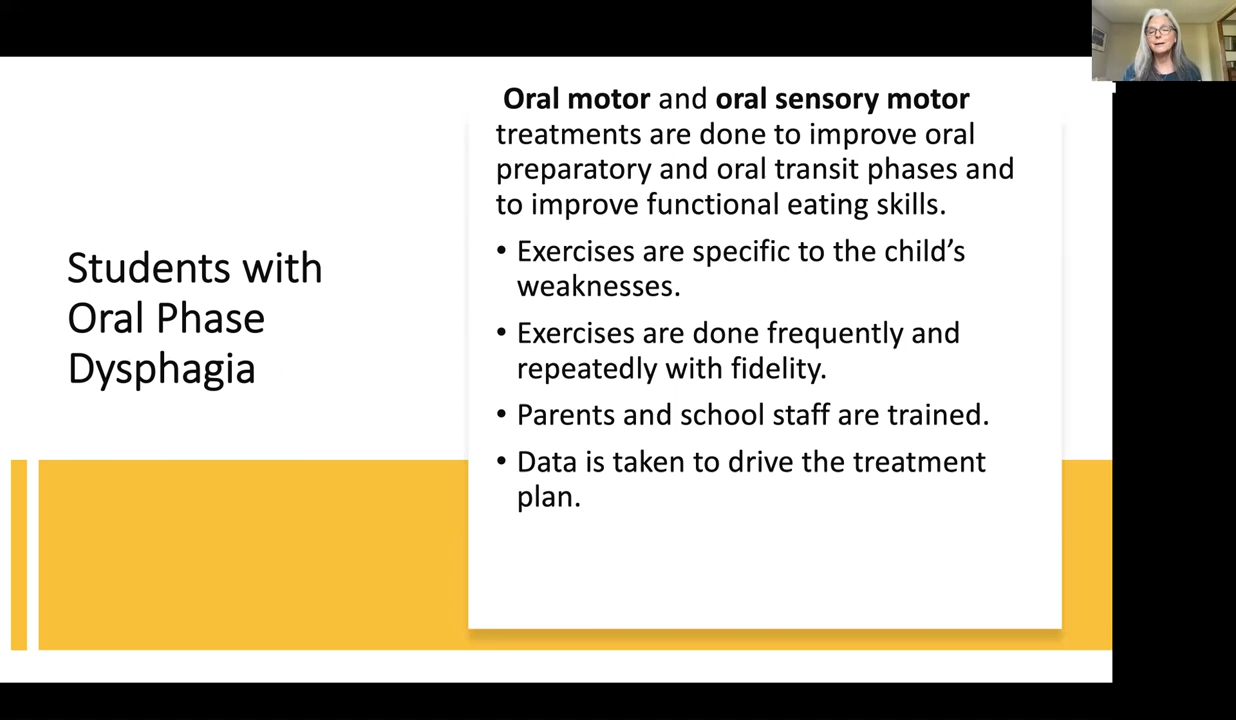 Students with
Oral Phase
Dysphagia
Oral motor and oral sensory motor
treatments are done to improve oral
preparatory and oral transit phases and
to improve functional eating skills.
• Exercises are specific to the child’s
weaknesses.
• Exercises are done frequently and
repeatedly with fidelity.
• Parents and school staff are trained.
• Data is taken to drive the treatment
plan.